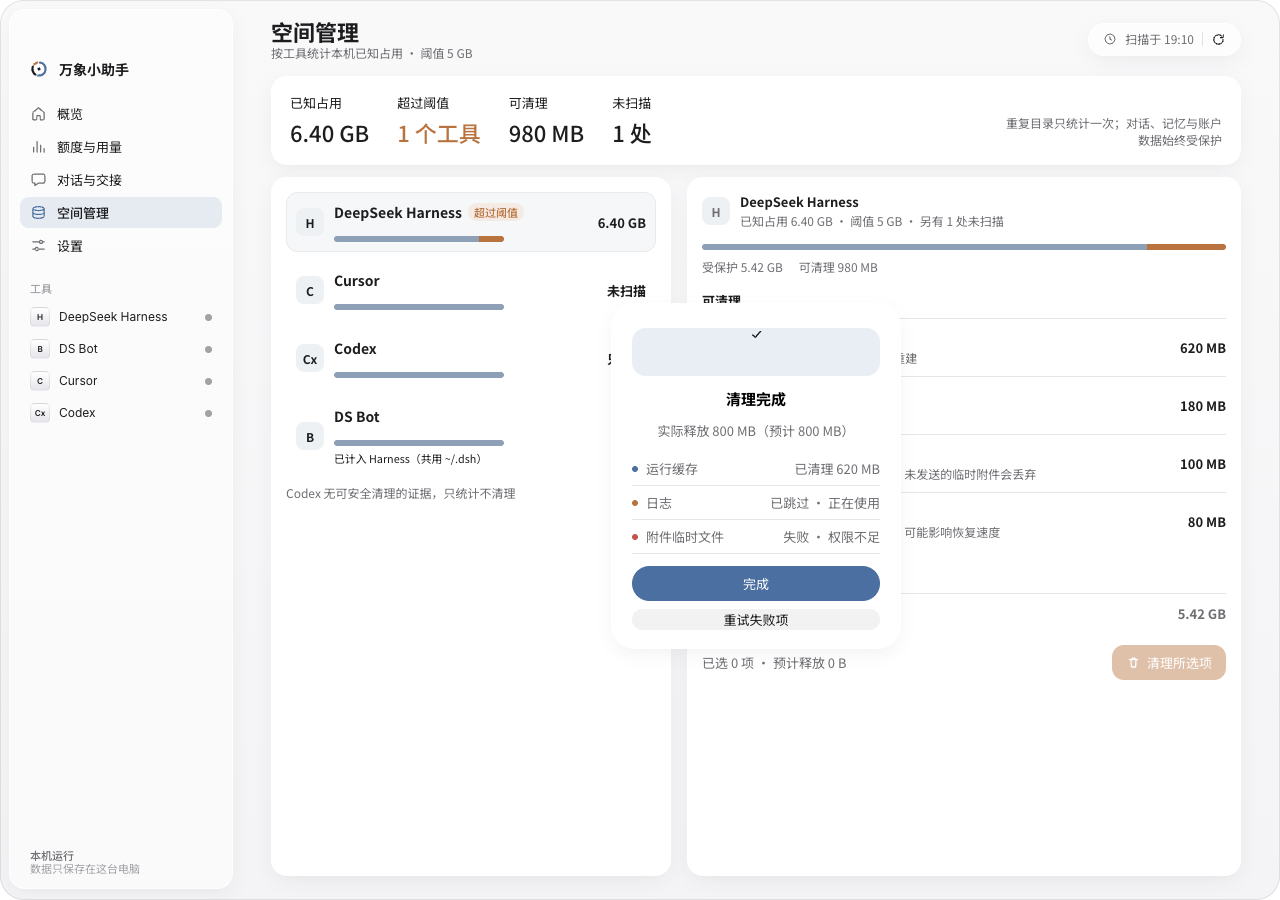 万象小助手
概览
额度与用量
对话与交接
空间管理
设置
工具
H DeepSeek Harness
B DS Bot
C Cursor
Cx Codex
本机运行
数据只保存在这台电脑
空间管理
按工具统计本机已知占用 · 阈值 5 GB
扫描于 19:10
已知占用
6.40 GB
超过阈值
1 个工具
可清理
980 MB
未扫描
1 处
重复目录只统计一次；对话、记忆与账户
数据始终受保护
H DeepSeek Harness 超过阈值 6.40 GB
C Cursor 未扫描
Cx Codex
B DS Bot
已计入 Harness（共用 ~/.dsh）
Codex 无可安全清理的证据，只统计不清理
H DeepSeek Harness
已知占用 6.40 GB · 阈值 5 GB · 另有 1 处未扫描
受保护 5.42 GB 可清理 980 MB
可清理
620 MB
建
180 MB
100 MB
未发送的临时附件会丢弃
80 MB
可能影响恢复速度
5.42 GB
已选 0 项 · 预计释放 0 B
清理所选项
清理完成
实际释放 800 MB（预计 800 MB）
运行缓存 已清理 620 MB
日志 已跳过 · 正在使用
附件临时文件 失败 · 权限不足
完成
重试失败项